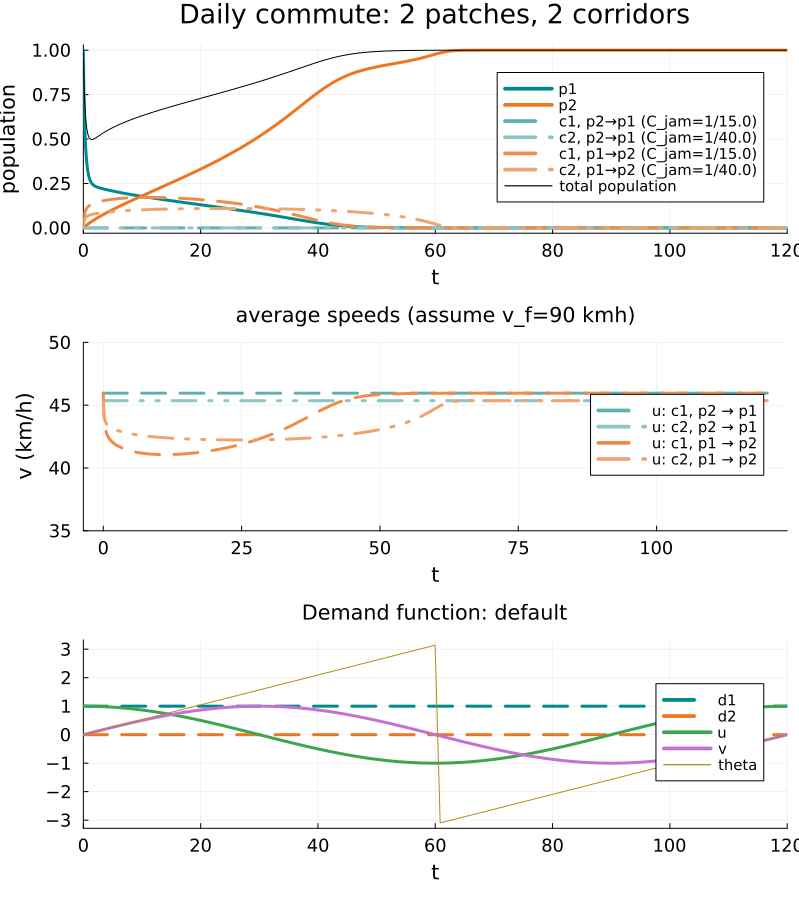 Daily commute: 2 patches, 2 corridors
population
1.00
0.75
0.50
0.25
0.00
p1
p2
c1, p2→p1 (C_jam=1/15.0)
c2, p2→p1 (C_jam=1/40.0)
c1, p1→p2 (C_jam=1/15.0)
c2, p1→p2 (C_jam=1/40.0)
total population
0 20 40 60 80 100 120
t
average speeds (assume v_f=90 kmh)
v (km/h)
50
45
40
35
u: c1, p2 → p1
u: c2, p2 → p1
u: c1, p1 → p2
u: c2, p1 → p2
0 25 50 75 100
t
Demand function: default
3
2
1
0
−1
−2
−3
d1
d2
u
v
theta
0 20 40 60 80 100 120
t